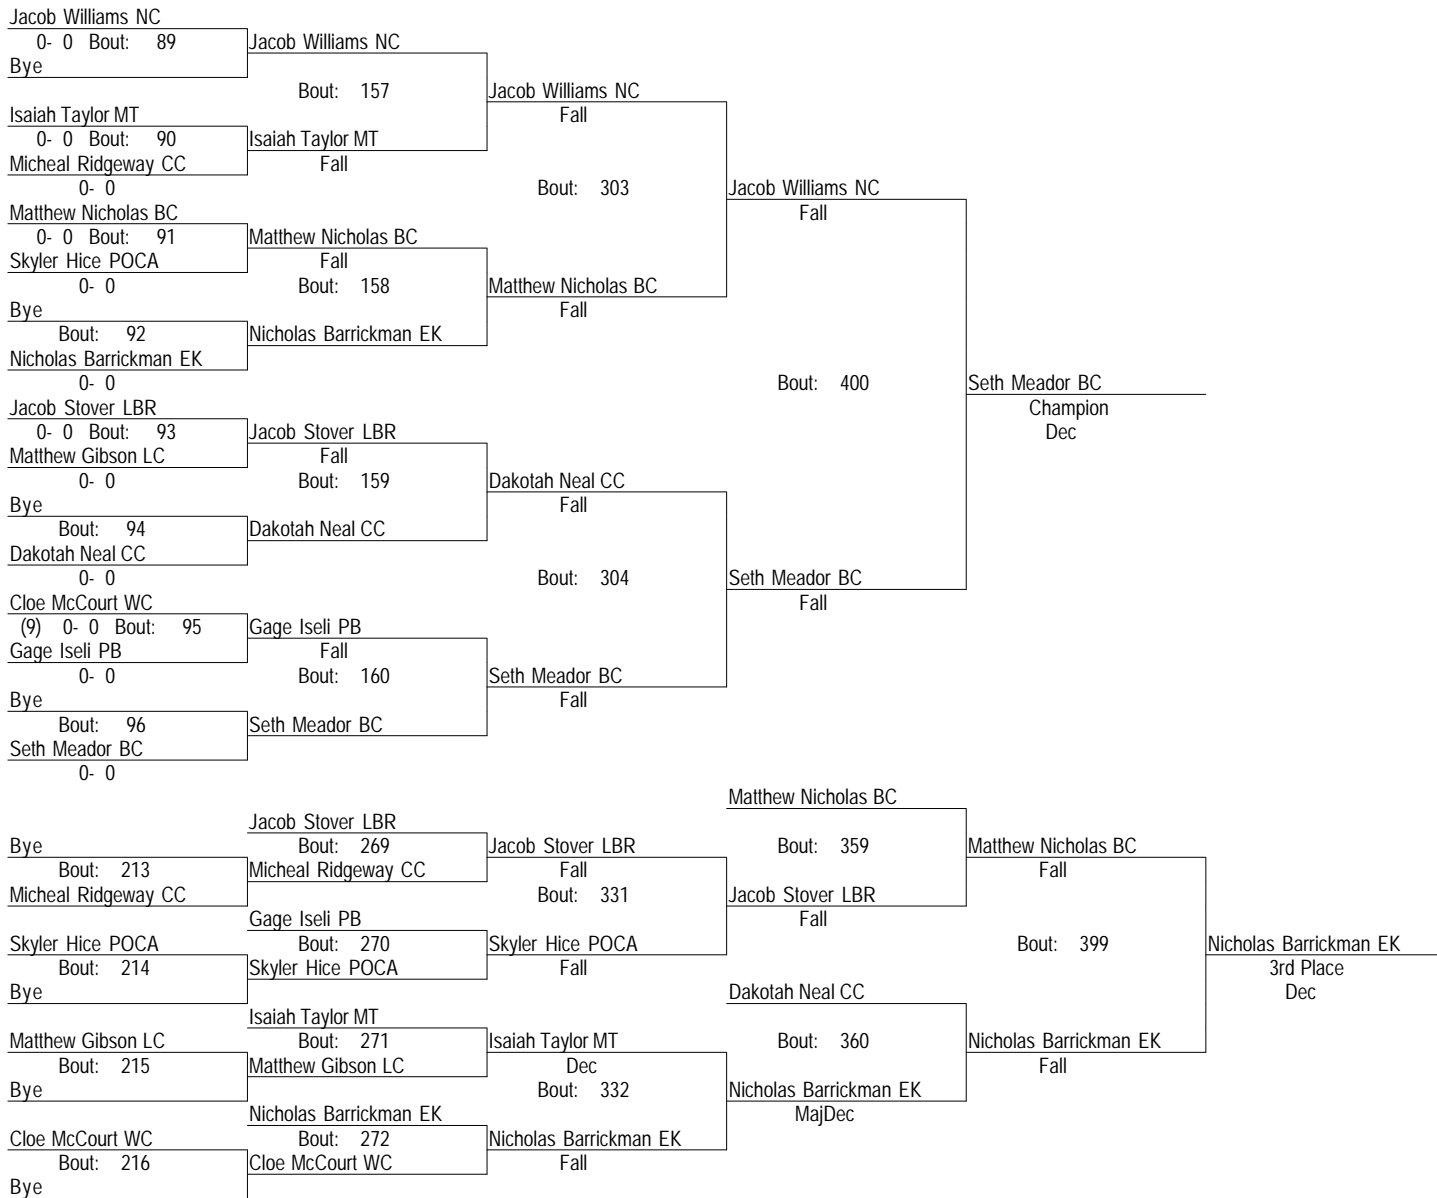 Jacob Williams NC
0- 0 Bout: 89 Jacob Williams NC
Bye
Bout: 157 Jacob Williams NC
Isaiah Taylor MT Fall
0- 0 Bout: 90 Isaiah Taylor MT
Micheal Ridgeway CC Fall
0- 0 Bout: 303 Jacob Williams NC
Matthew Nicholas BC Fall
0- 0 Bout: 91 Matthew Nicholas BC
Skyler Hice POCA Fall
0- 0 Bout: 158 Matthew Nicholas BC
Bye Fall
Bout: 92 Nicholas Barrickman EK
Nicholas Barrickman EK
0- 0 Bout: 400 Seth Meador BC
Jacob Stover LBR Champion
0- 0 Bout: 93 Jacob Stover LBR Dec
Matthew Gibson LC Fall
0- 0 Bout: 159 Dakotah Neal CC
Bye Fall
Bout: 94 Dakotah Neal CC
Dakotah Neal CC
0- 0 Bout: 304 Seth Meador BC
Cloe McCourt WC Fall
(9) 0- 0 Bout: 95 Gage Iseli PB
Gage Iseli PB Fall
0- 0 Bout: 160 Seth Meador BC
Bye Fall
Bout: 96 Seth Meador BC
Seth Meador BC
0- 0
Matthew Nicholas BC
Jacob Stover LBR
Bye Bout: 269 Jacob Stover LBR Bout: 359 Matthew Nicholas BC
Bout: 213 Micheal Ridgeway CC Fall Fall
Micheal Ridgeway CC Bout: 331 Jacob Stover LBR
Gage Iseli PB Fall
Skyler Hice POCA Bout: 270 Skyler Hice POCA Bout: 399 Nicholas Barrickman EK
Bout: 214 Skyler Hice POCA Fall 3rd Place
Bye Dakotah Neal CC Dec
Isaiah Taylor MT
Matthew Gibson LC Bout: 271 Isaiah Taylor MT Bout: 360 Nicholas Barrickman EK
Bout: 215 Matthew Gibson LC Dec Fall
Bye Bout: 332 Nicholas Barrickman EK
Nicholas Barrickman EK MajDec
Cloe McCourt WC Bout: 272 Nicholas Barrickman EK
Bout: 216 Cloe McCourt WC Fall
Bye